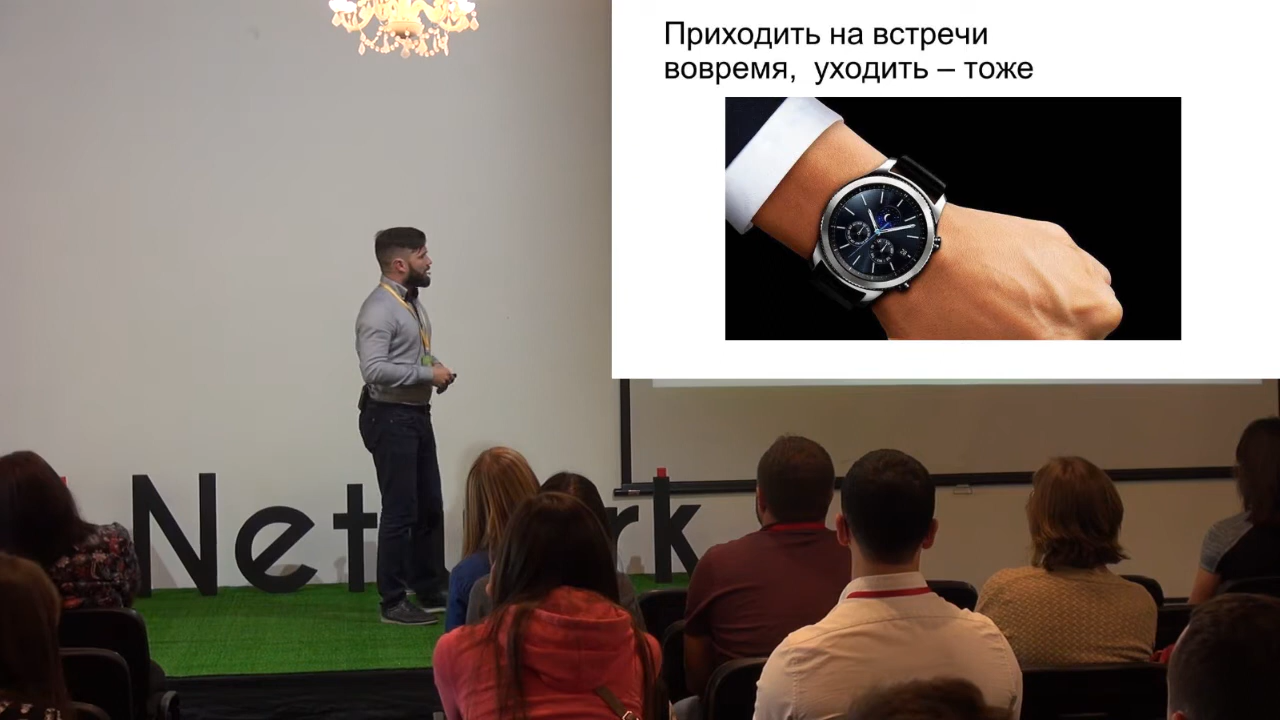 Приходить на встречи
вовремя,  уходить – тоже